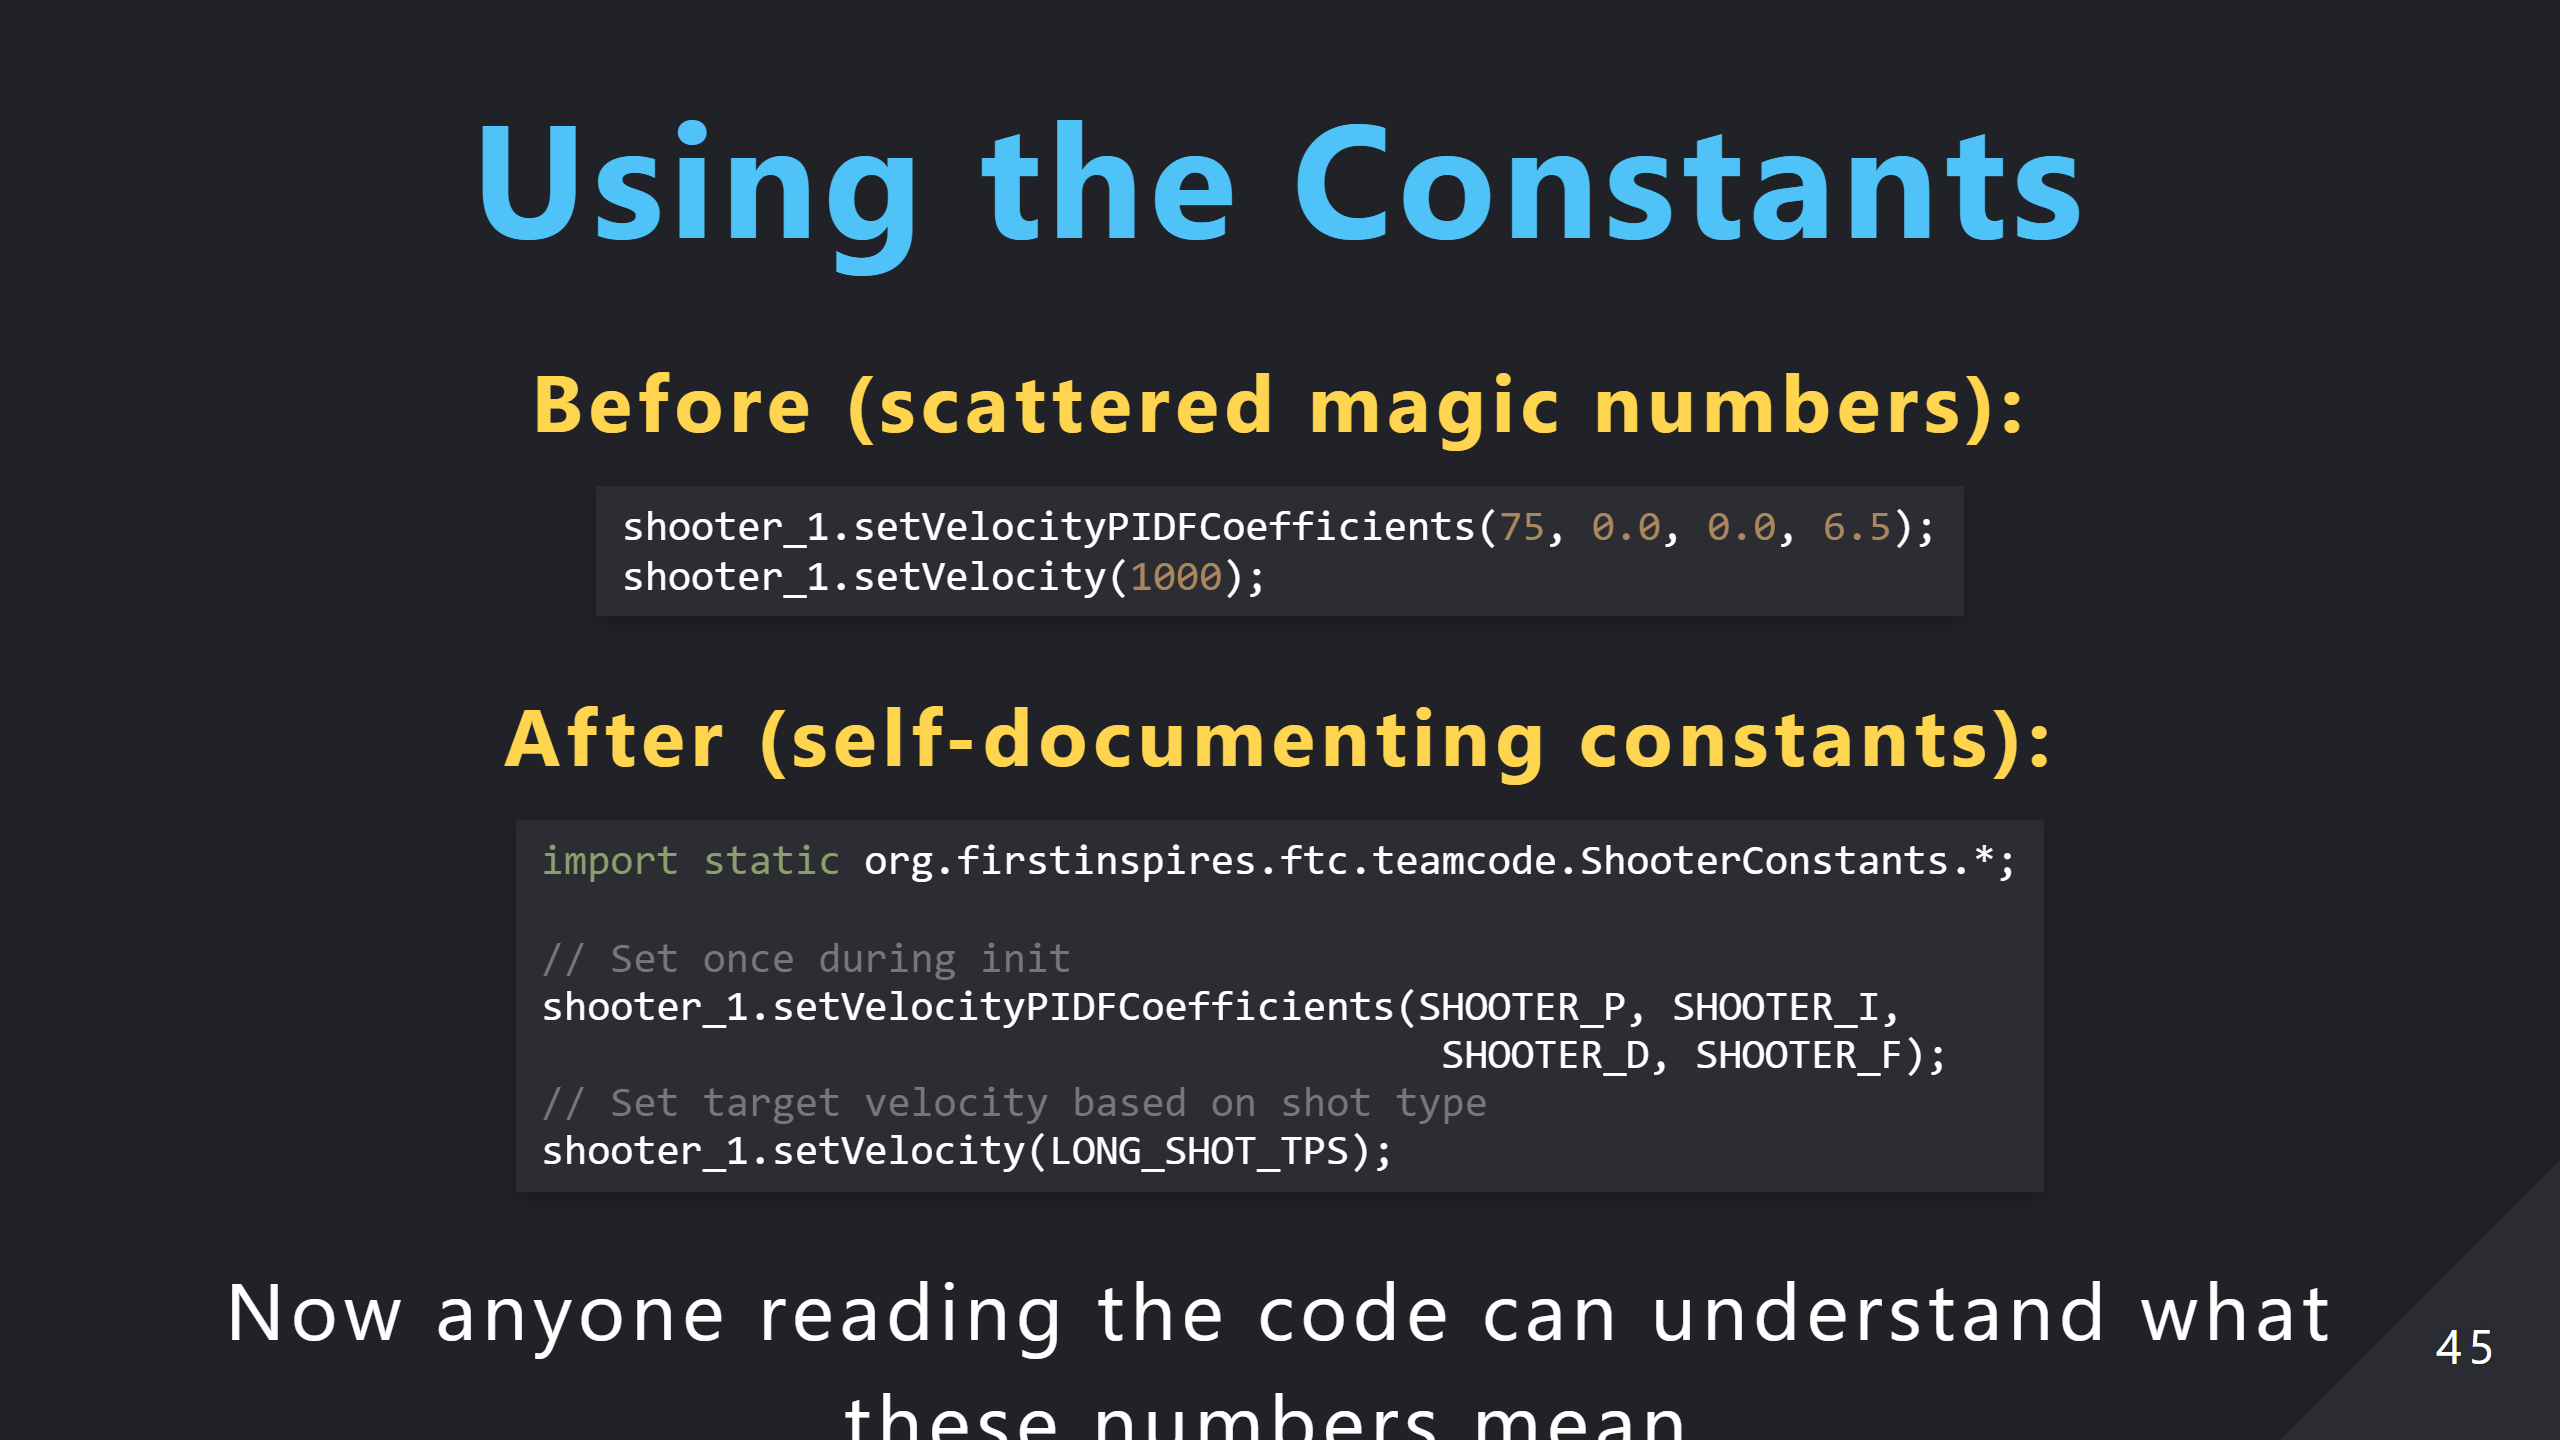 Using the Constants
Before (scattered magic numbers):
shooter_1.setVelocityPIDFCoefficients(75, 0.0, 0.0, 6.5);
shooter_1.setVelocity(1000);
After (self-documenting constants):
import static org.firstinspires.ftc.teamcode.ShooterConstants.*;
// Set once during init
shooter_1.setVelocityPIDFCoefficients(SHOOTER_P, SHOOTER_I,
SHOOTER_D, SHOOTER_F);
// Set target velocity based on shot type
shooter_1.setVelocity(LONG_SHOT_TPS);
Now anyone reading the code can understand what
these numbers mean
45